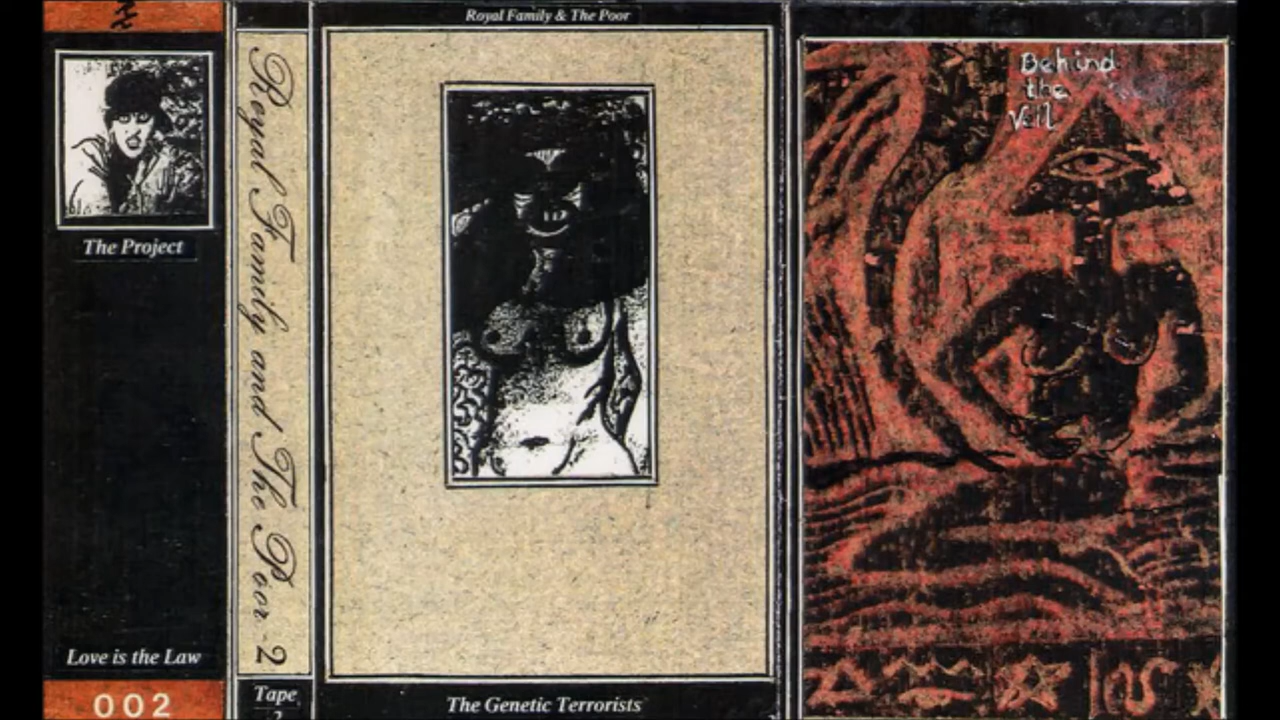 The Project
Love is the Law
002
Royal Family and The Poor - 2
Tape
2
Royal Family & The Poor
The Genetic Terrorists
Behind
the
Veil